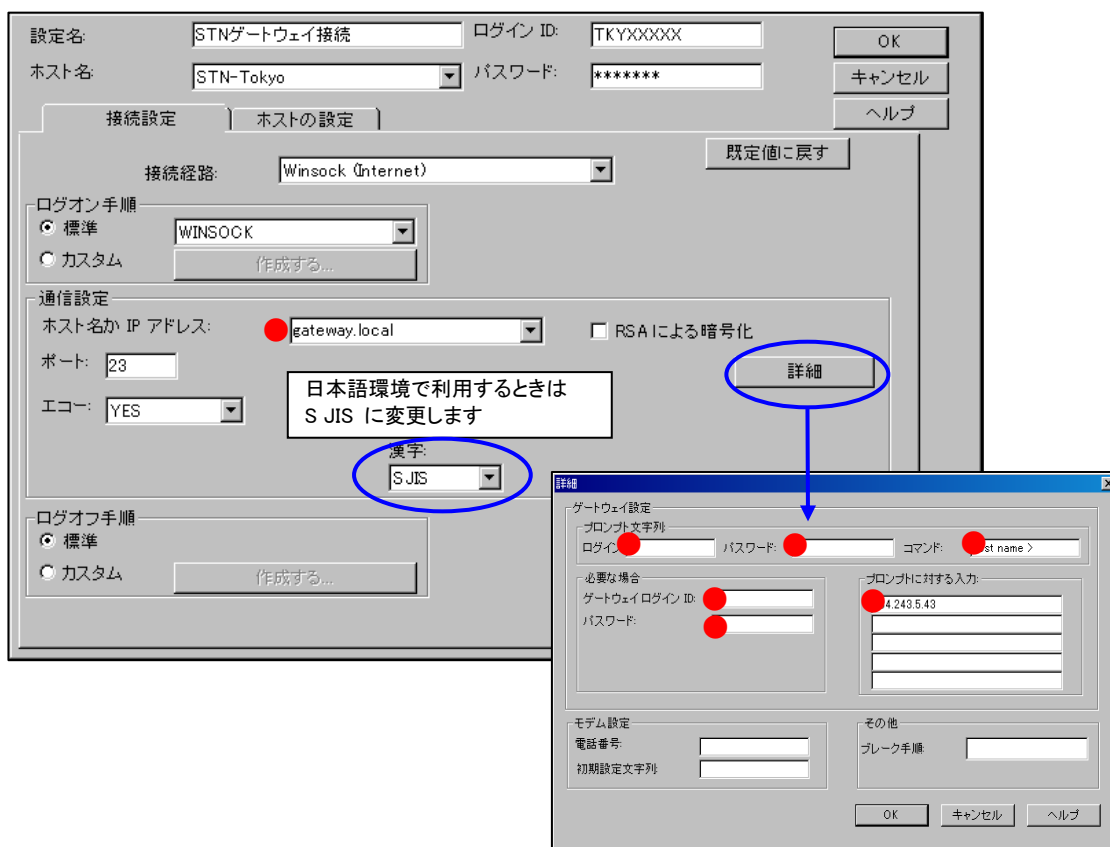 設定名: STNゲートウェイ接続 ログイン ID: TKYXXXXX OK
ホスト名: STN-Tokyo パスワード: ******* キャンセル
接続設定 ホストの設定 ヘルプ
既定値に戻す
接続経路: Winsock (Internet)
ログオン手順
標準 WINSOCK
カスタム 作成する...
通信設定
ホスト名か IP アドレス: gateway.local RSAによる暗号化
ポート: 23 詳細
日本語環境で利用するときは
S JIS に変更します
エコー: YES
漢字:
SJIS
ログオフ手順
標準
カスタム 作成する...
詳細
ゲートウェイ設定
プロンプト文字列:
ログイン パスワード: コマンド: st name >
必要な場合
ゲートウェイ ログイン ID:
パスワード:
プロンプトに対する入力:
4.243.5.43
モデム設定
電話番号:
初期設定文字列:
その他
ブレーク手順:
OK キャンセル ヘルプ